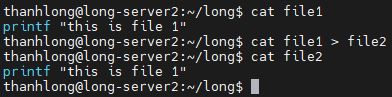 thanhlong@long-server2:~/long$ cat file1
printf "this is file 1"
thanhlong@long-server2:~/long$ cat file1 > file2
thanhlong@long-server2:~/long$ cat file2
printf "this is file 1"
thanhlong@long-server2:~/long$